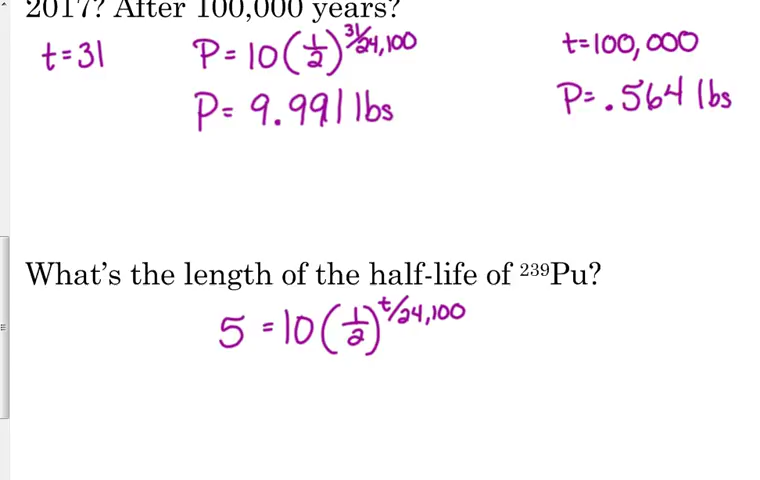 2017? After 100,000 years?
t=31 P=10(1/2)^31/24,100 t=100,000
P= 9.991 lbs P= .564 lbs
What's the length of the half-life of ²³⁹Pu?
5 =10(1/2)^t/24,100